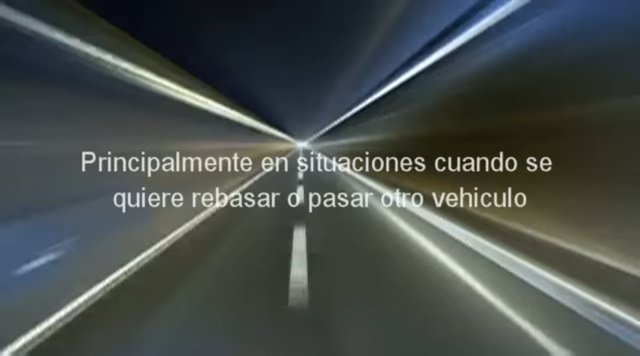 Principalmente en situaciones cuando se
quiere rebasar o pasar otro vehiculo